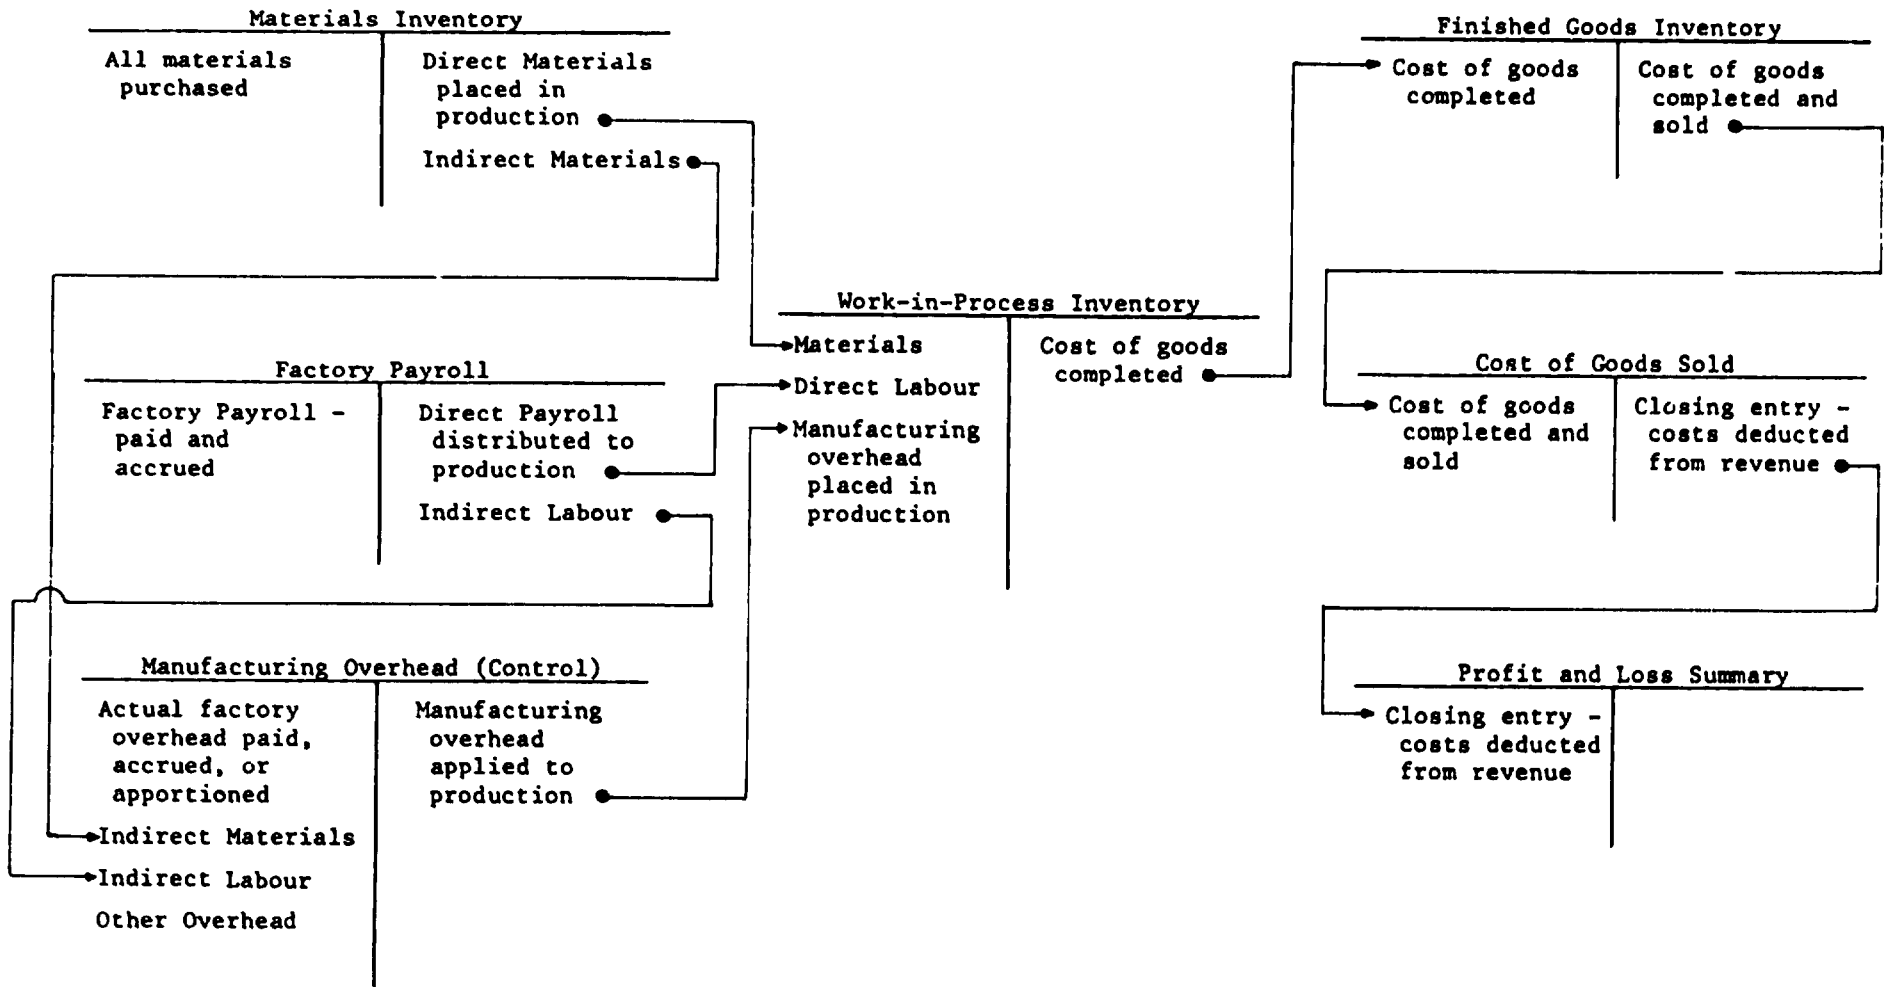 Materials Inventory
All materials
purchased
Direct Materials
placed in
production
Indirect Materials
Factory Payroll
Factory Payroll -
paid and
accrued
Direct Payroll
distributed to
production
Indirect Labour
Manufacturing Overhead (Control)
Actual factory
overhead paid,
accrued, or
apportioned
Indirect Materials
Indirect Labour
Other Overhead
Manufacturing
overhead
applied to
production
Work-in-Process Inventory
Materials
Direct Labour
Manufacturing
overhead
placed in
production
Cost of goods
completed
Finished Goods Inventory
Cost of goods
completed
Cost of goods
completed and
sold
Cost of Goods Sold
Cost of goods
completed and
sold
Closing entry -
costs deducted
from revenue
Profit and Loss Summary
Closing entry -
costs deducted
from revenue